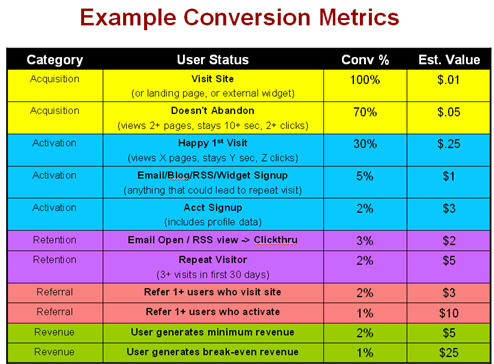 Example Conversion Metrics
Category User Status Conv % Est. Value
Acquisition Visit Site 100% $.01
(or landing page, or external widget)
Acquisition Doesn't Abandon 70% $.05
(views 2+ pages, stays 10+ sec, 2+ clicks)
Activation Happy 1st Visit 30% $.25
(views X pages, stays Y sec, Z clicks)
Activation Email/Blog/RSS/Widget Signup 5% $1
(anything that could lead to repeat visit)
Activation Acct Signup 2% $3
(includes profile data)
Retention Email Open / RSS view -> Clickthru 3% $2
Retention Repeat Visitor 2% $5
(3+ visits in first 30 days)
Referral Refer 1+ users who visit site 2% $3
Referral Refer 1+ users who activate 1% $10
Revenue User generates minimum revenue 2% $5
Revenue User generates break-even revenue 1% $25